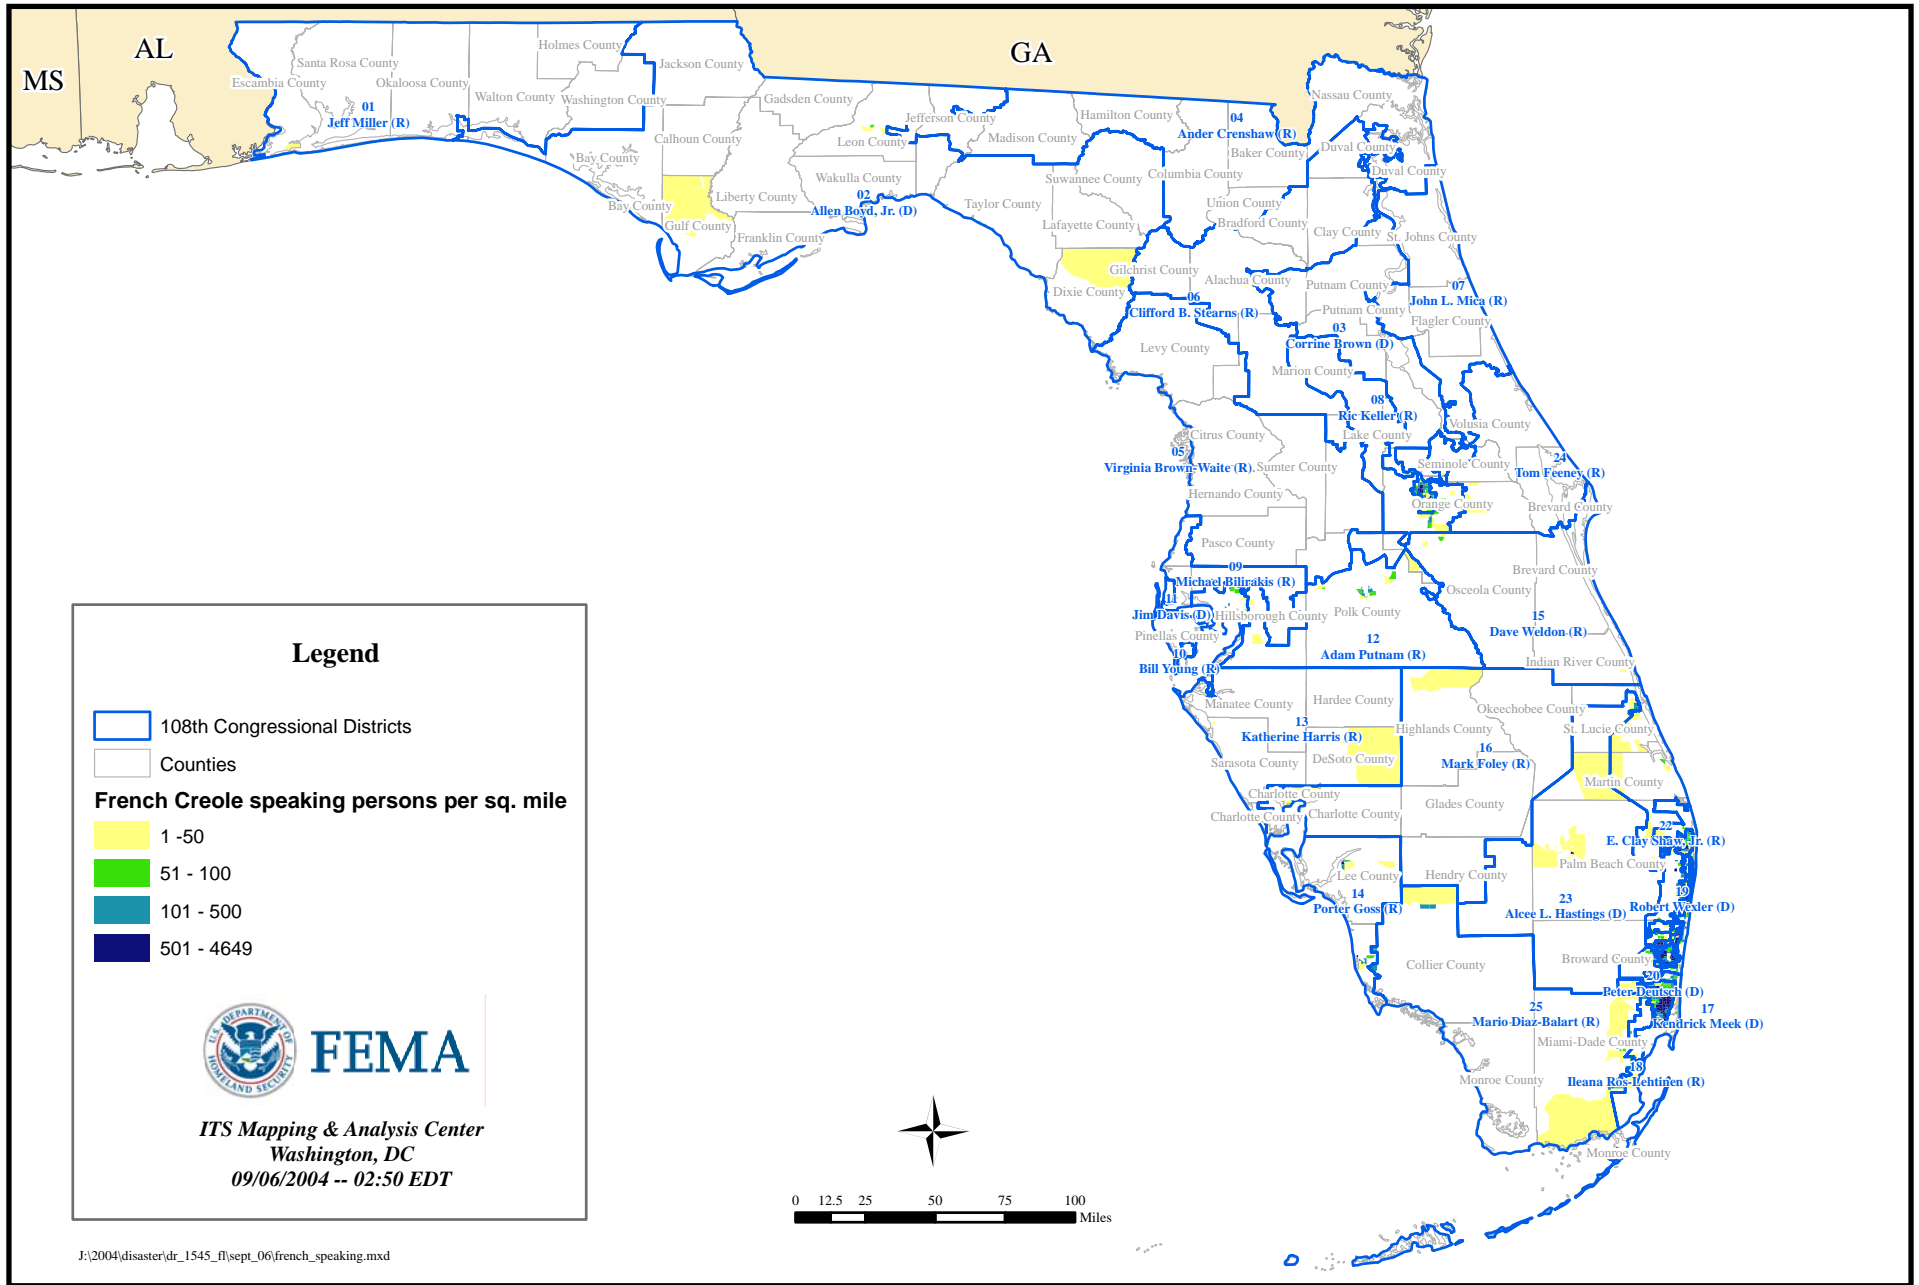 MS
AL
GA
Holmes County
Santa Rosa County
Jackson County
Escambia County
Okaloosa County
Walton County
Washington County
01
Jeff Miller (R)
Gadsden County
Jefferson County
Hamilton County
Nassau County
04
Ander Crenshaw (R)
Calhoun County
Leon County
Madison County
Baker County
Duval County
Bay County
Duval County
Wakulla County
Suwannee County
Columbia County
Liberty County
02
Allen Boyd, Jr. (D)
Bay County
Taylor County
Union County
Gulf County
Lafayette County
Bradford County
Franklin County
Clay County
St. Johns County
Gilchrist County
Alachua County
Dixie County
Putnam County
07
John L. Mica (R)
06
Clifford B. Stearns (R)
Putnam County
Flagler County
03
Corrine Brown (D)
Levy County
Marion County
08
Ric Keller (R)
Volusia County
Citrus County
Lake County
05
Virginia Brown-Waite (R)
Sumter County
Seminole County
24
Tom Feeney (R)
Hernando County
Orange County
Brevard County
Pasco County
09
Michael Bilirakis (R)
Brevard County
Osceola County
11
Jim Davis (D)
Hillsborough County
Polk County
15
Dave Weldon (R)
Pinellas County
12
Adam Putnam (R)
10
Bill Young (R)
Indian River County
Manatee County
Hardee County
Okeechobee County
13
Katherine Harris (R)
Highlands County
St. Lucie County
Sarasota County
DeSoto County
16
Mark Foley (R)
Martin County
Charlotte County
Charlotte County
Charlotte County
Glades County
22
E. Clay Shaw, Jr. (R)
Palm Beach County
Lee County
Hendry County
14
Porter Goss (R)
23
Alcee L. Hastings (D)
19
Robert Wexler (D)
Collier County
Broward County
20
Peter Deutsch (D)
25
Mario Diaz-Balart (R)
17
Kendrick Meek (D)
Miami-Dade County
18
Ileana Ros-Lehtinen (R)
Monroe County
Monroe County
Legend
108th Congressional Districts
Counties
French Creole speaking persons per sq. mile
1 -50
51 - 100
101 - 500
501 - 4649
U.S. DEPARTMENT OF HOMELAND SECURITY
FEMA
ITS Mapping & Analysis Center
Washington, DC
09/06/2004 -- 02:50 EDT
0 12.5 25 50 75 100
Miles
J:\2004\disaster\dr_1545_fl\sept_06\french_speaking.mxd